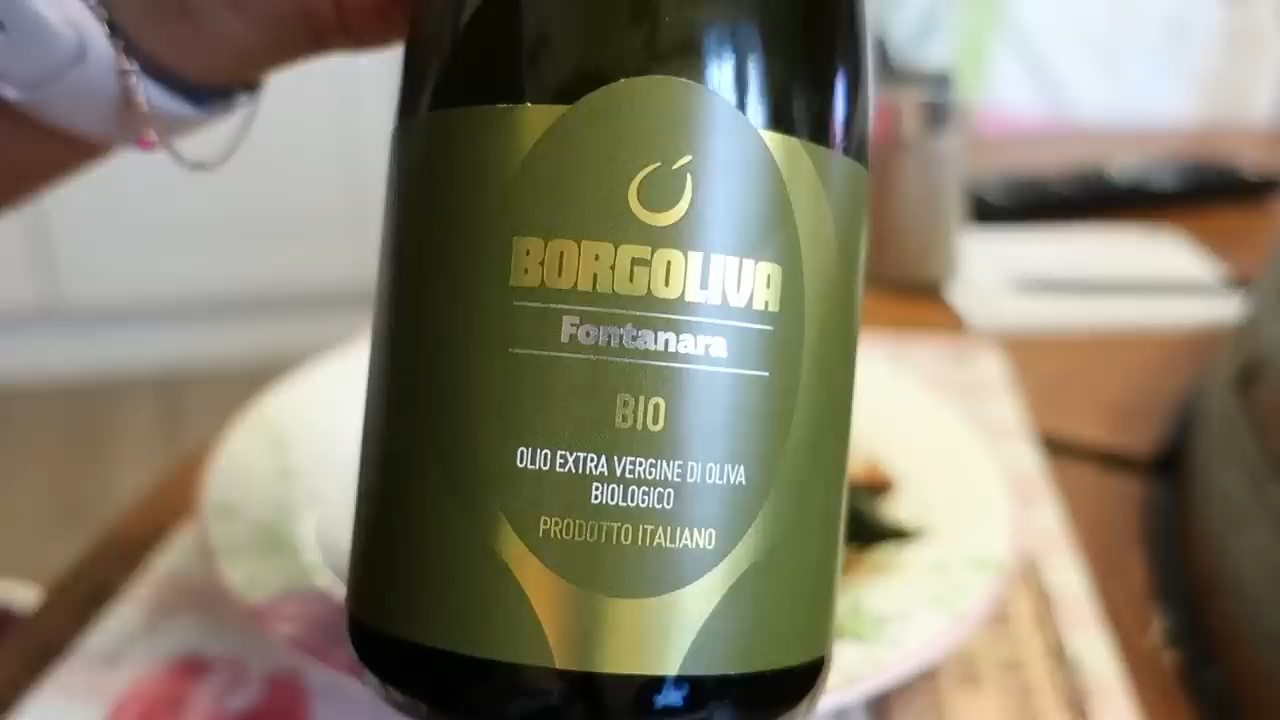 BORGOLIVA
Fontanara
BIO
OLIO EXTRA VERGINE DI OLIVA
BIOLOGICO
PRODOTTO ITALIANO